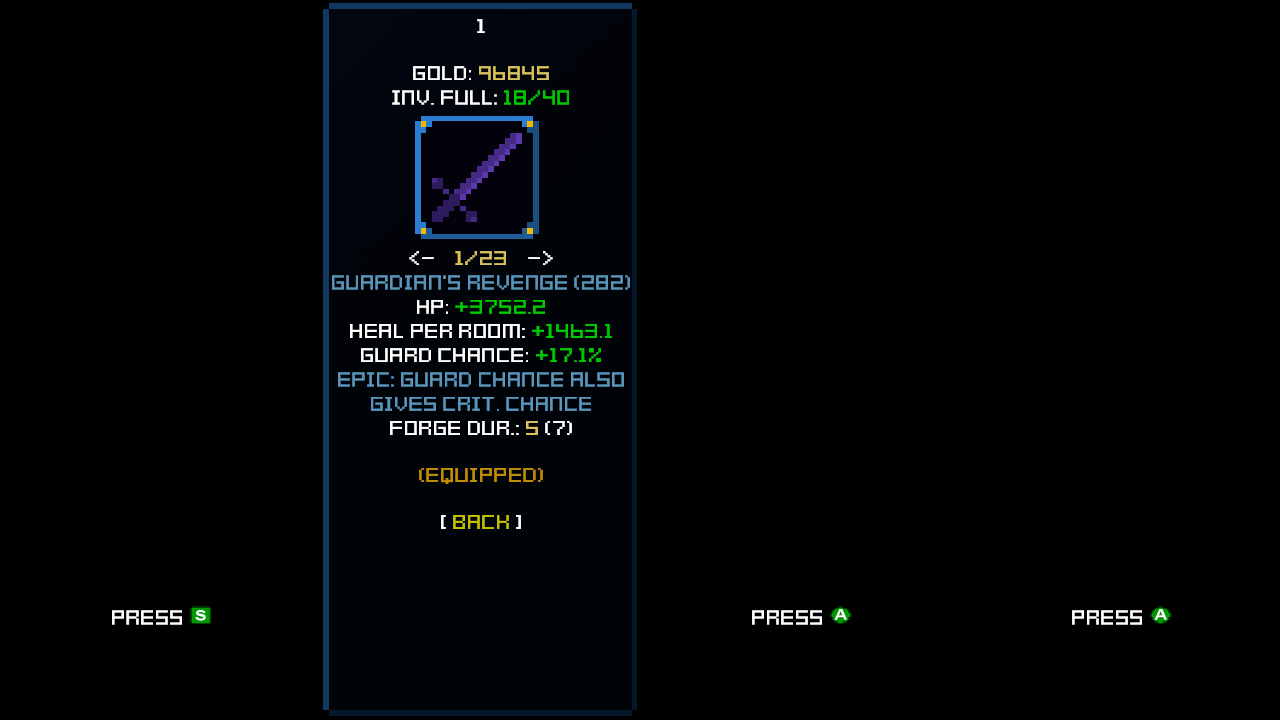 1
GOLD: 96845
INV. FULL: 18/40
<- 1/23 ->
GUARDIAN'S REVENGE (282)
HP: +3752.2
HEAL PER ROOM: +1463.1
GUARD CHANCE: +17.1%
EPIC: GUARD CHANCE ALSO
GIVES CRIT. CHANCE
FORGE DUR.: 5 (7)
(EQUIPPED)
[ BACK ]
PRESS S
PRESS A
PRESS A